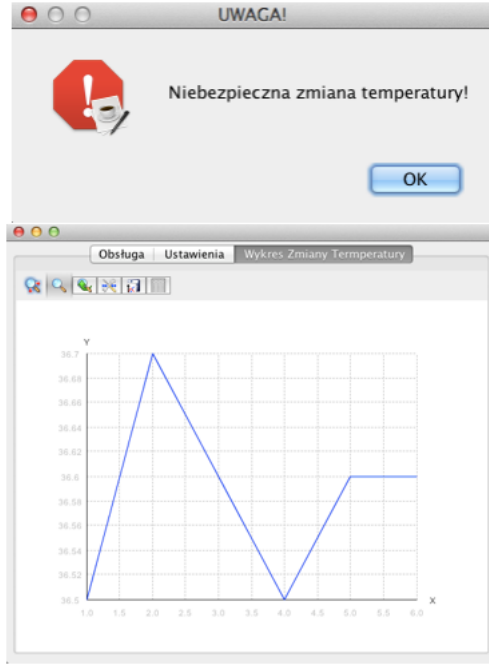 UWAGA!
Niebezpieczna zmiana temperatury!
OK
Obsługa Ustawienia Wykres Zmiany Termperatury
Y
36.7
36.68
36.66
36.64
36.62
36.6
36.58
36.56
36.54
36.52
36.5
X
1.0 1.5 2.0 2.5 3.0 3.5 4.0 4.5 5.0 5.5 6.0